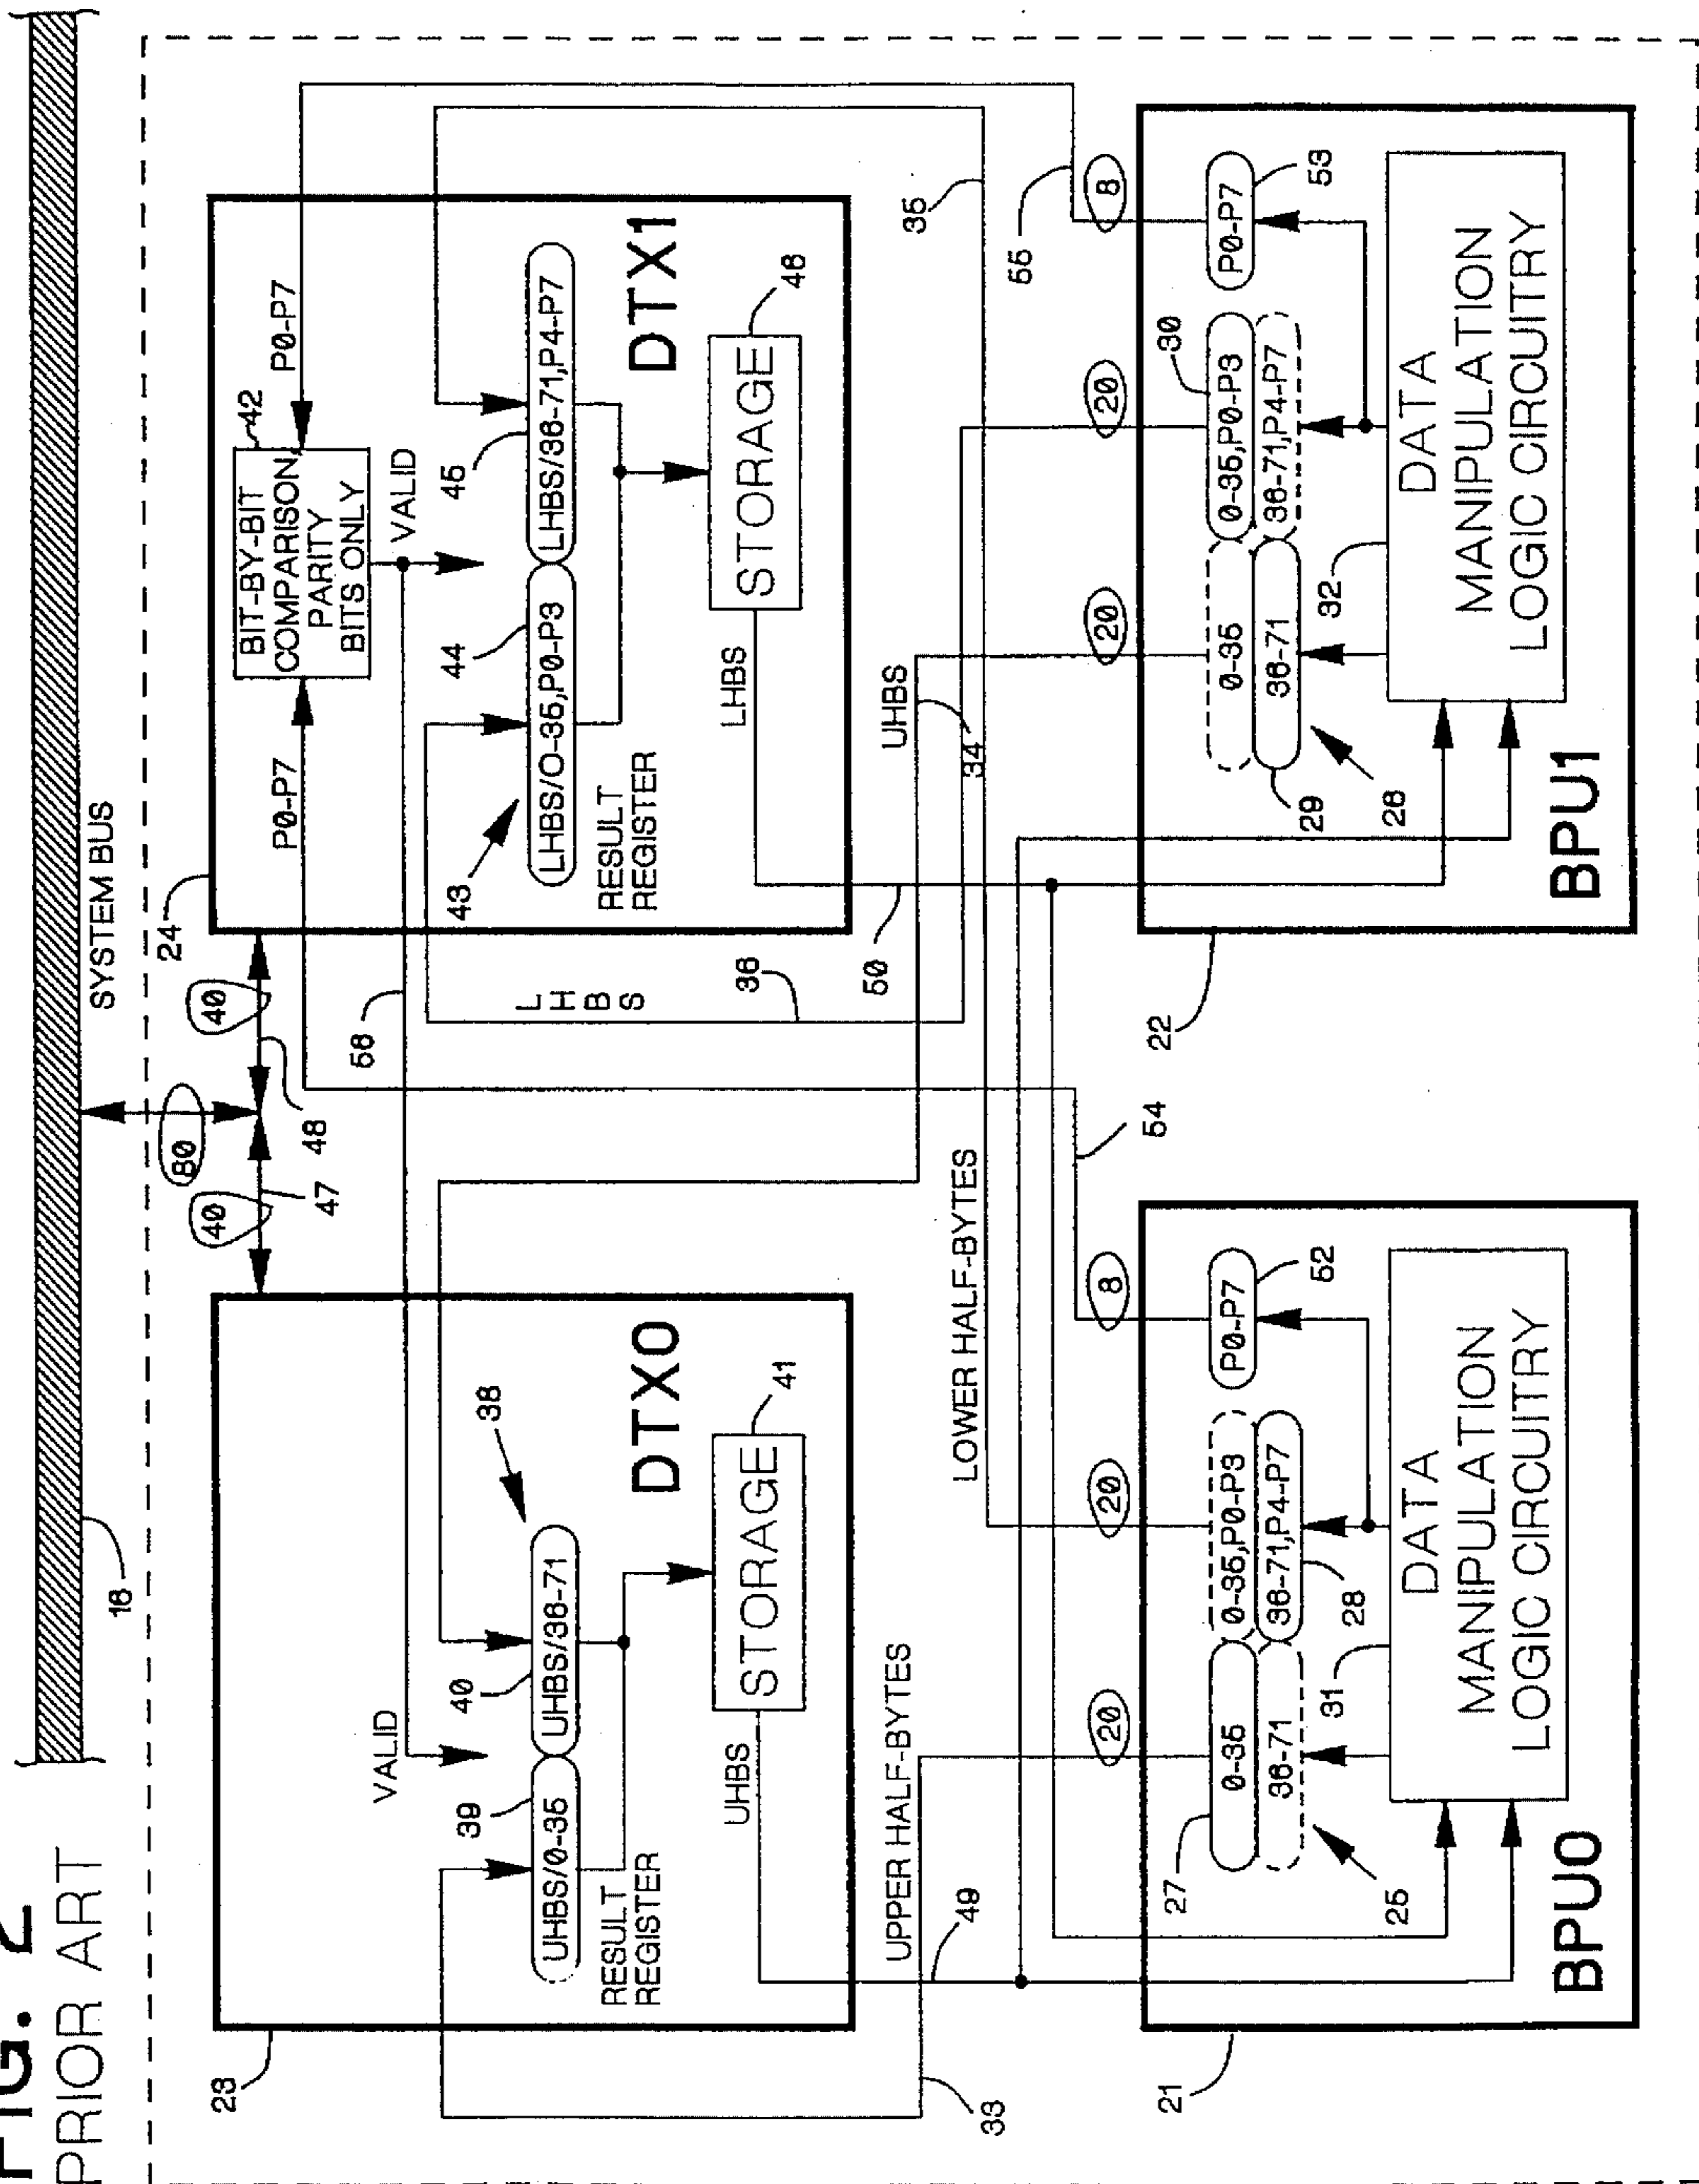 FIG. 2
PRIOR ART
16
SYSTEM BUS
80
40
40
47
48
23
24
VALID
58
P0-P7
BIT-BY-BIT
COMPARISON
PARITY
BITS ONLY
42
P0-P7
VALID
39
40
38
UHBS/0-35
UHBS/36-71
RESULT
REGISTER
DTX0
STORAGE
41
UHBS
43
44
45
LHBS/0-35,P0-P3
LHBS/36-71,P4-P7
RESULT
REGISTER
DTX1
STORAGE
46
LHBS
LHBS
36
33
UPPER HALF-BYTES
49
LOWER HALF-BYTES
54
50
UHBS
34
35
55
20
20
8
20
20
8
21
27
0-35
0-35,P0-P3
P0-P7
36-71
36-71,P4-P7
52
25
28
31
DATA
MANIPULATION
LOGIC CIRCUITRY
BPU0
22
30
0-35
0-35,P0-P3
P0-P7
36-71
36-71,P4-P7
53
29
26
32
DATA
MANIPULATION
LOGIC CIRCUITRY
BPU1